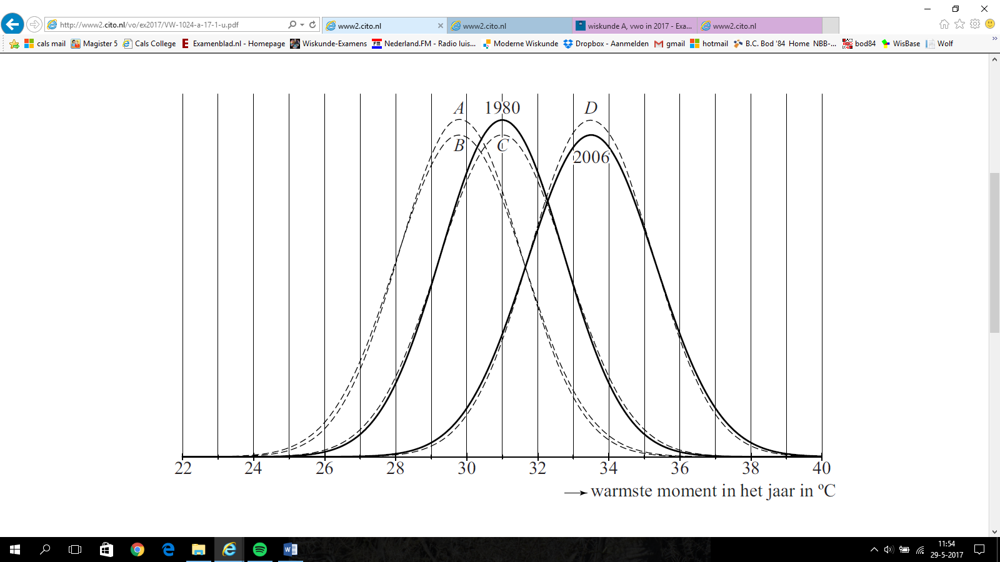 http://www2.cito.nl/vo/ex2017/VW-1024-a-17-1-u.pdf
www2.cito.nl
www2.cito.nl
wiskunde A, vwo in 2017 - Exa...
www2.cito.nl
cals mail
Magister 5
Cals College
Examenblad.nl - Homepage
Wiskunde-Examens
Nederland.FM - Radio luis...
Moderne Wiskunde
Dropbox - Aanmelden
gmail
hotmail
B.C. Bod '84 Home NBB-...
bod84
WisBase
Wolf
A 1980 D
B C
2006
22 24 26 28 30 32 34 36 38 40
warmste moment in het jaar in ºC
11:54
29-5-2017